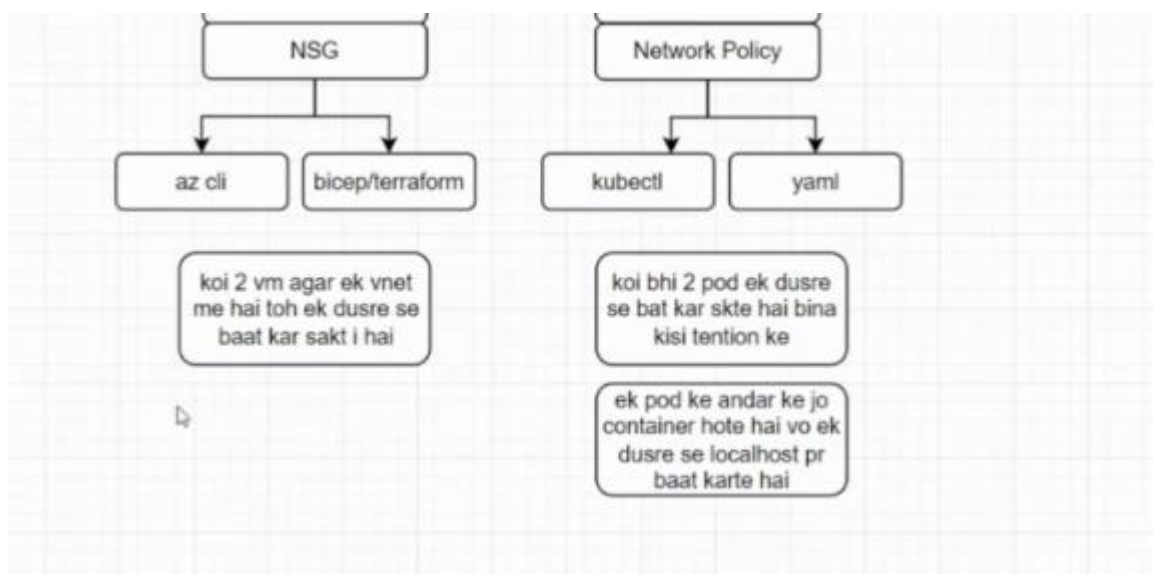 NSG
az cli
bicep/terraform
koi 2 vm agar ek vnet
me hai toh ek dusre se
baat kar sakt i hai
Network Policy
kubectl
yaml
koi bhi 2 pod ek dusre
se bat kar skte hai bina
kisi tention ke
ek pod ke andar ke jo
container hote hai vo ek
dusre se localhost pr
baat karte hai